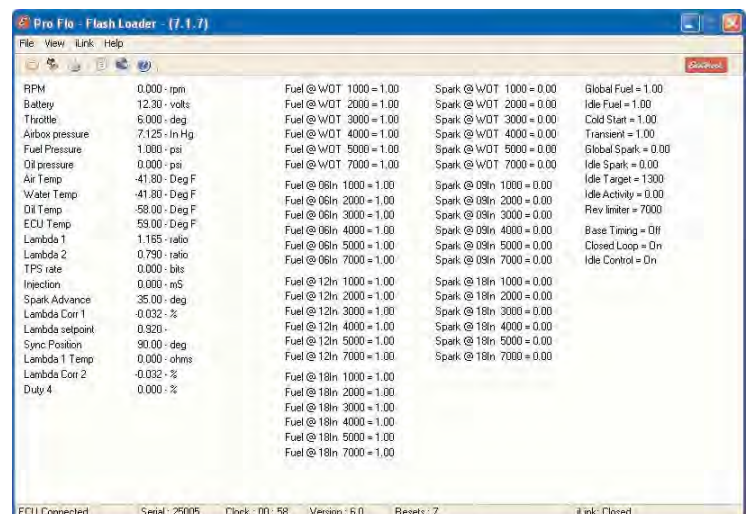 Pro Flo - Flash Loader - (7.1.7)
File View iLink Help
Edelbrock
RPM 0.000 - rpm
Battery 12.30 - volts
Throttle 6.000 - deg
Airbox pressure 7.125 - In Hg
Fuel Pressure 1.000 - psi
Oil pressure 0.000 - psi
Air Temp -41.80 - Deg F
Water Temp -41.80 - Deg F
Oil Temp -58.00 - Deg F
ECU Temp 59.00 - Deg F
Lambda 1 1.165 - ratio
Lambda 2 0.790 - ratio
TPS rate 0.000 - bits
Injection 0.000 - mS
Spark Advance 35.00 - deg
Lambda Corr 1 -0.032 - %
Lambda setpoint 0.920 -
Sync Position 90.00 - deg
Lambda 1 Temp 0.000 - ohms
Lambda Corr 2 -0.032 - %
Duty 4 0.000 - %
Fuel @ WOT 1000 = 1.00
Fuel @ WOT 2000 = 1.00
Fuel @ WOT 3000 = 1.00
Fuel @ WOT 4000 = 1.00
Fuel @ WOT 5000 = 1.00
Fuel @ WOT 7000 = 1.00
Fuel @ 06In 1000 = 1.00
Fuel @ 06In 2000 = 1.00
Fuel @ 06In 3000 = 1.00
Fuel @ 06In 4000 = 1.00
Fuel @ 06In 5000 = 1.00
Fuel @ 06In 7000 = 1.00
Fuel @ 12In 1000 = 1.00
Fuel @ 12In 2000 = 1.00
Fuel @ 12In 3000 = 1.00
Fuel @ 12In 4000 = 1.00
Fuel @ 12In 5000 = 1.00
Fuel @ 12In 7000 = 1.00
Fuel @ 18In 1000 = 1.00
Fuel @ 18In 2000 = 1.00
Fuel @ 18In 3000 = 1.00
Fuel @ 18In 4000 = 1.00
Fuel @ 18In 5000 = 1.00
Fuel @ 18In 7000 = 1.00
Spark @ WOT 1000 = 0.00
Spark @ WOT 2000 = 0.00
Spark @ WOT 3000 = 0.00
Spark @ WOT 4000 = 0.00
Spark @ WOT 5000 = 0.00
Spark @ WOT 7000 = 0.00
Spark @ 09In 1000 = 0.00
Spark @ 09In 2000 = 0.00
Spark @ 09In 3000 = 0.00
Spark @ 09In 4000 = 0.00
Spark @ 09In 5000 = 0.00
Spark @ 09In 7000 = 0.00
Spark @ 18In 1000 = 0.00
Spark @ 18In 2000 = 0.00
Spark @ 18In 3000 = 0.00
Spark @ 18In 4000 = 0.00
Spark @ 18In 5000 = 0.00
Spark @ 18In 7000 = 0.00
Global Fuel = 1.00
Idle Fuel = 1.00
Cold Start = 1.00
Transient = 1.00
Global Spark = 0.00
Idle Spark = 0.00
Idle Target = 1300
Idle Activity = 0.00
Rev limiter = 7000
Base Timing = Off
Closed Loop = On
Idle Control = On
ECU Connected Serial : 25005 Clock : 00 : 58 Version : 6.0 Resets : 7 iLink: Closed